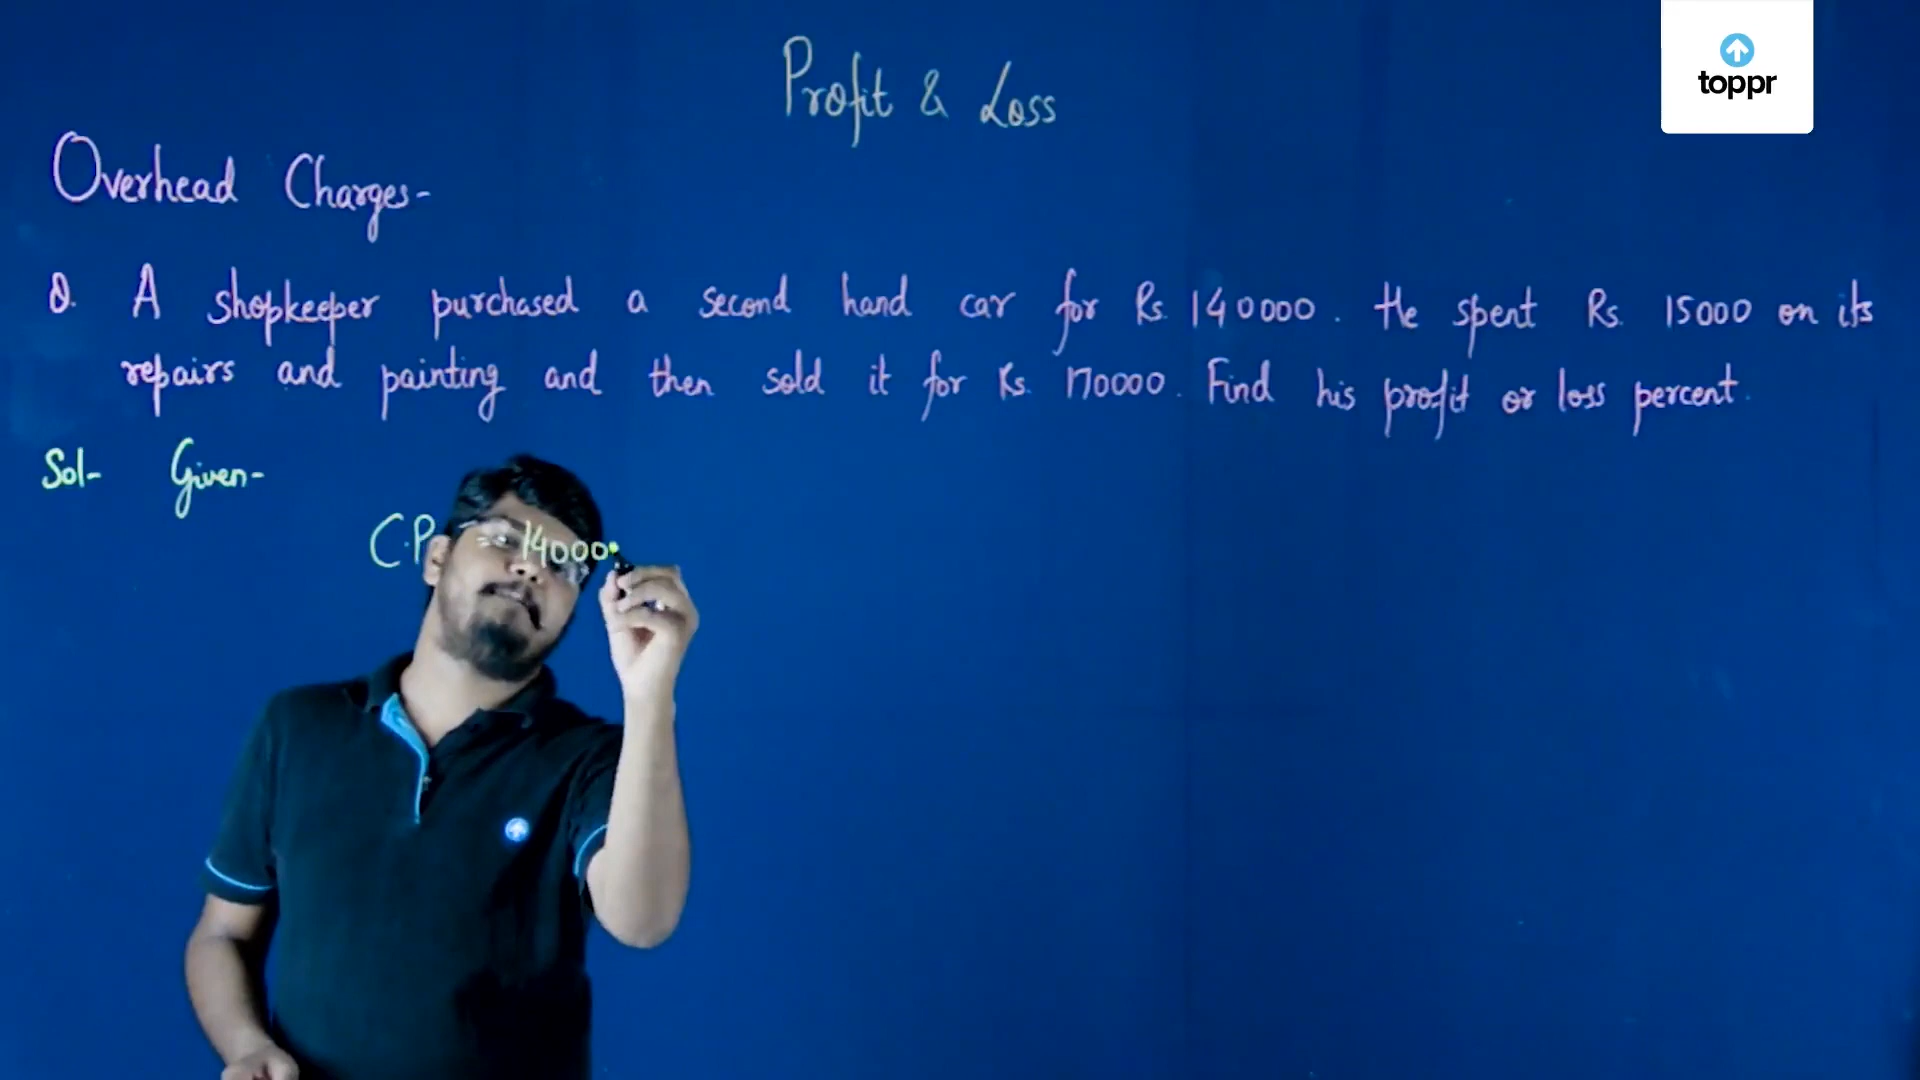 toppr
Profit & Loss
Overhead Charges-
Q. A shopkeeper purchased a second hand car for Rs. 140000. He spent Rs. 15000 on its
repairs and painting and then sold it for Rs. 170000. Find his profit or loss percent.
Sol- Given-
C.P = 14000